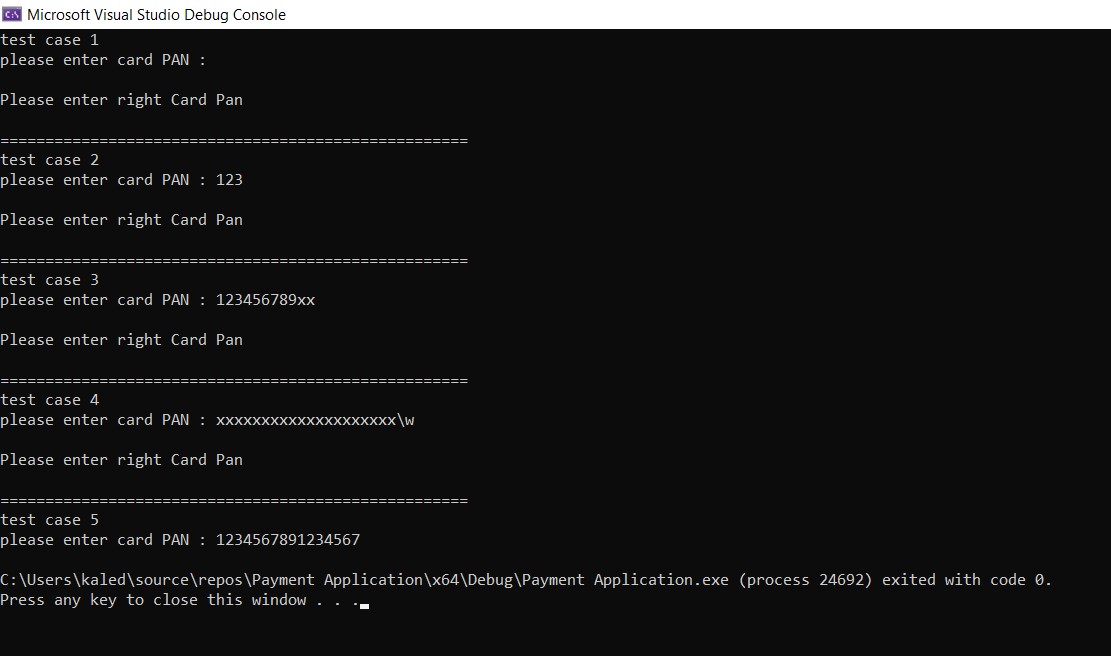 Microsoft Visual Studio Debug Console
test case 1
please enter card PAN :
Please enter right Card Pan
====================================================
test case 2
please enter card PAN : 123
Please enter right Card Pan
====================================================
test case 3
please enter card PAN : 123456789xx
Please enter right Card Pan
====================================================
test case 4
please enter card PAN : xxxxxxxxxxxxxxxxxxxx\w
Please enter right Card Pan
====================================================
test case 5
please enter card PAN : 1234567891234567
C:\Users\kaled\source\repos\Payment Application\x64\Debug\Payment Application.exe (process 24692) exited with code 0.
Press any key to close this window . . .